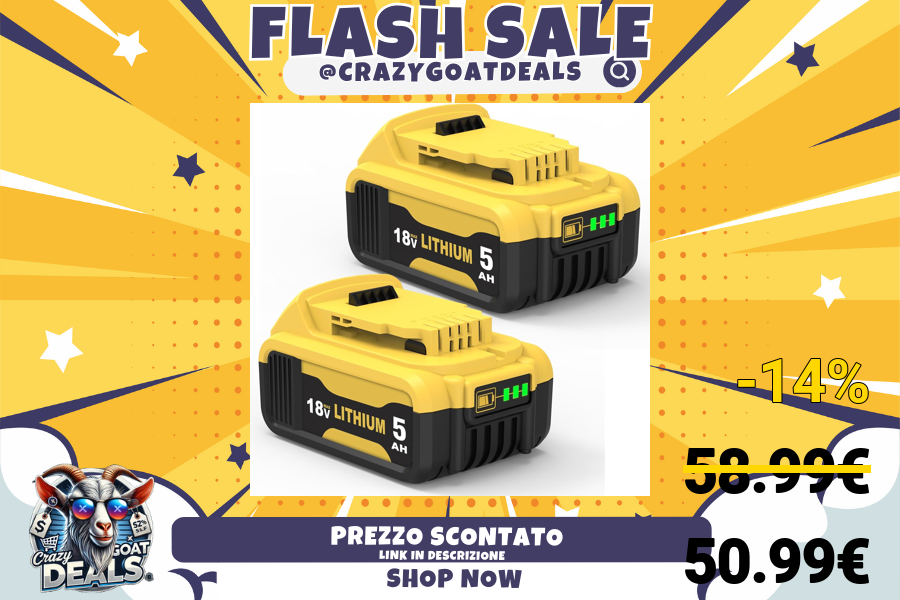 FLASH SALE
@CRAZYGOATDEALS
18V LITHIUM 5
AH
18V LITHIUM 5
AH
-14%
58.99€
50.99€
PREZZO SCONTATO
LINK IN DESCRIZIONE
SHOP NOW
$
52%
Crazy GOAT
DEALS